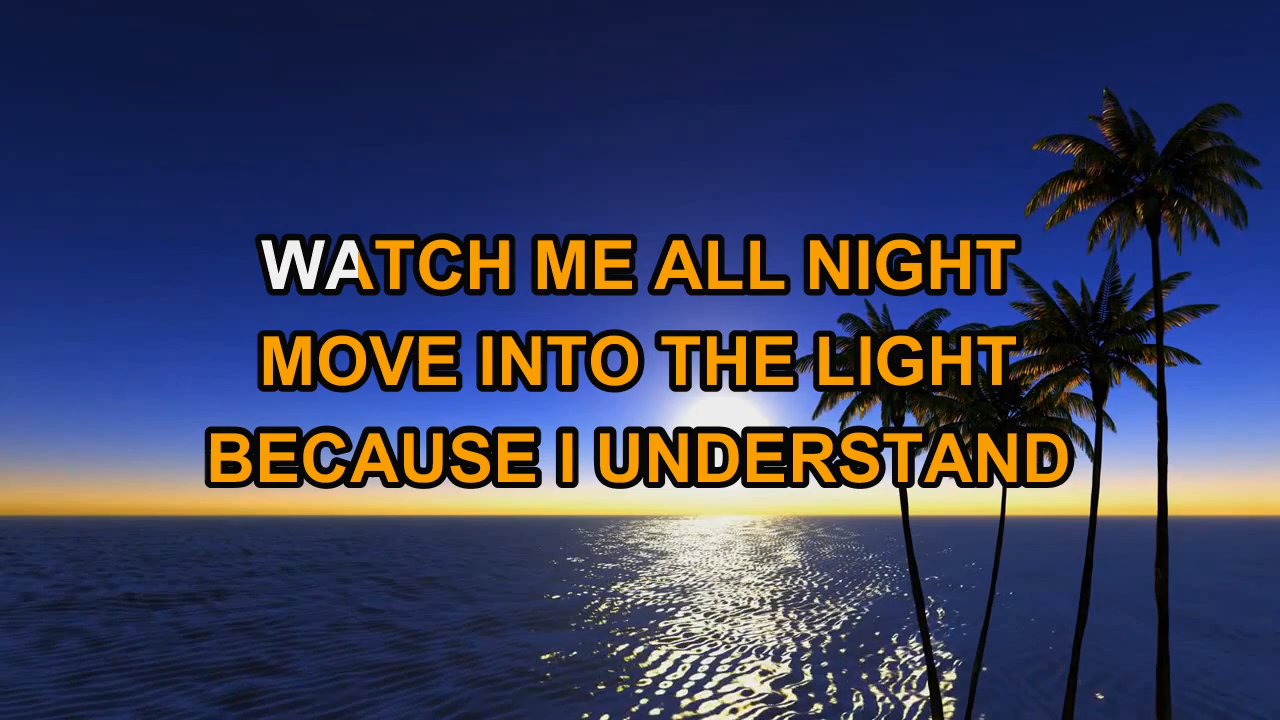 WATCH ME ALL NIGHT
MOVE INTO THE LIGHT
BECAUSE I UNDERSTAND